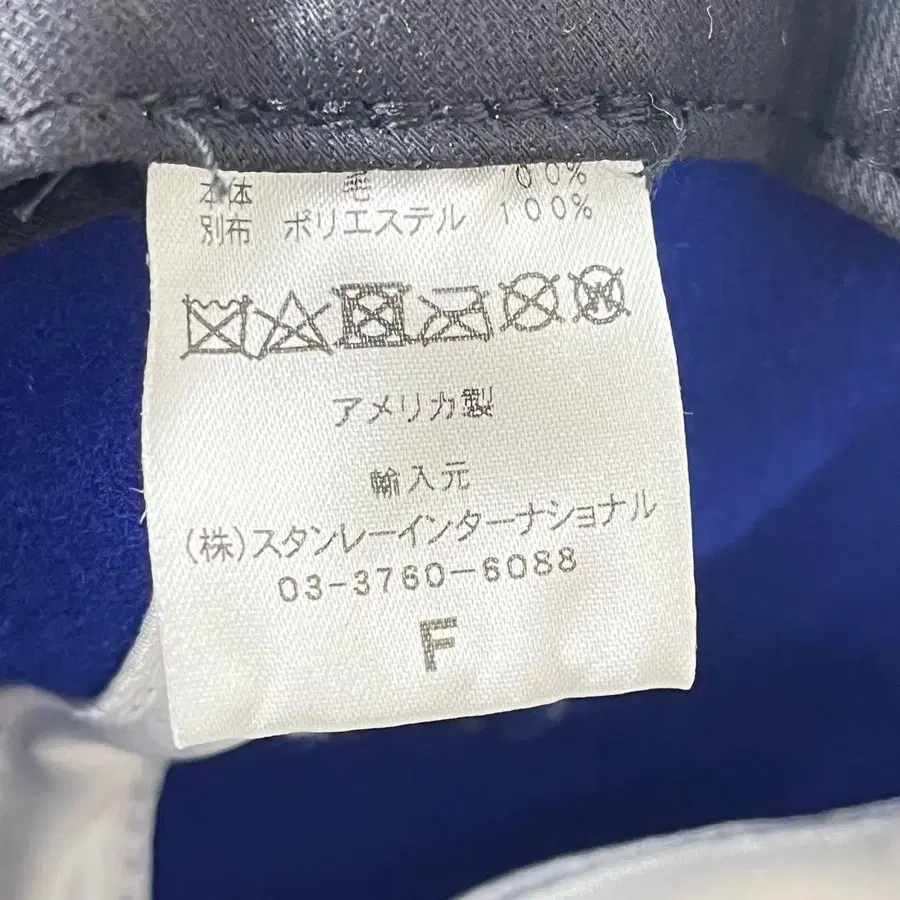 本体 毛 100%
別布 ポリエステル 100%
アメリカ製
輸入元
(株)スタンレーインターナショナル
03-3760-6088
F